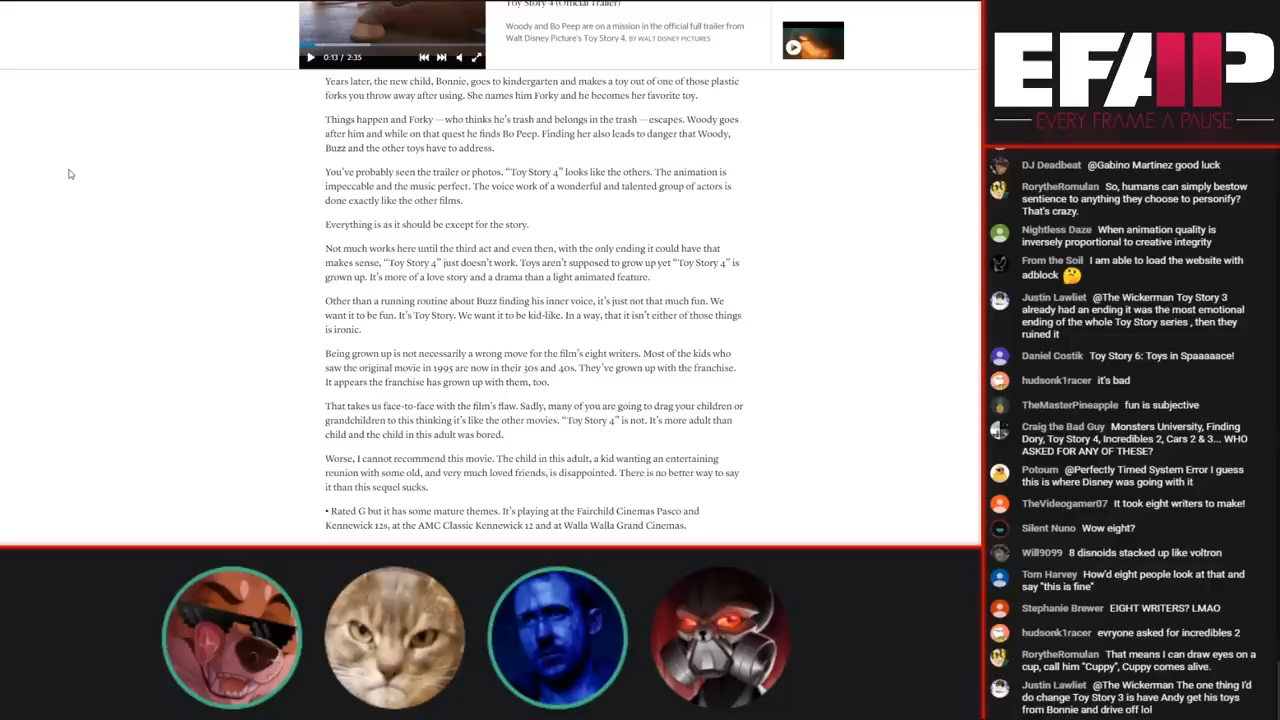 Toy Story 4 (Official Trailer)
Woody and Bo Peep are on a mission in the official full trailer from
Walt Disney Picture's Toy Story 4. BY WALT DISNEY PICTURES
0:13 / 2:35
Years later, the new child, Bonnie, goes to kindergarten and makes a toy out of one of those plastic
forks you throw away after using. She names him Forky and he becomes her favorite toy.
Things happen and Forky — who thinks he's trash and belongs in the trash — escapes. Woody goes
after him and while on that quest he finds Bo Peep. Finding her also leads to danger that Woody,
Buzz and the other toys have to address.
You've probably seen the trailer or photos. “Toy Story 4” looks like the others. The animation is
impeccable and the music perfect. The voice work of a wonderful and talented group of actors is
done exactly like the other films.
Everything is as it should be except for the story.
Not much works here until the third act and even then, with the only ending it could have that
makes sense, “Toy Story 4” just doesn't work. Toys aren't supposed to grow up yet “Toy Story 4” is
grown up. It's more of a love story and a drama than a light animated feature.
Other than a running routine about Buzz finding his inner voice, it's just not that much fun. We
want it to be fun. It's Toy Story. We want it to be kid-like. In a way, that it isn't either of those things
is ironic.
Being grown up is not necessarily a wrong move for the film's eight writers. Most of the kids who
saw the original movie in 1995 are now in their 30s and 40s. They've grown up with the franchise.
It appears the franchise has grown up with them, too.
That takes us face-to-face with the film's flaw. Sadly, many of you are going to drag your children or
grandchildren to this thinking it's like the other movies. “Toy Story 4” is not. It's more adult than
child and the child in this adult was bored.
Worse, I cannot recommend this movie. The child in this adult, a kid wanting an entertaining
reunion with some old, and very much loved friends, is disappointed. There is no better way to say
it than this sequel sucks.
• Rated G but it has some mature themes. It's playing at the Fairchild Cinemas Pasco and
Kennewick 12s, at the AMC Classic Kennewick 12 and at Walla Walla Grand Cinemas.
EFAP
EVERY FRAME A PAUSE
DJ Deadbeat @Gabino Martinez good luck
RorytheRomulan So, humans can simply bestow
sentience to anything they choose to personify?
That's crazy.
Nightless Daze When animation quality is
inversely proportional to creative integrity
From the Soil I am able to load the website with
adblock
Justin Lawliet @The Wickerman Toy Story 3
already had an ending it was the most emotional
ending of the whole Toy Story series , then they
ruined it
Daniel Costik Toy Story 6: Toys in Spaaaaace!
hudsonk1racer it's bad
TheMasterPineapple fun is subjective
Craig the Bad Guy Monsters University, Finding
Dory, Toy Story 4, Incredibles 2, Cars 2 & 3... WHO
ASKED FOR ANY OF THESE?
Potoum @Perfectly Timed System Error I guess
this is where Disney was going with it
TheVideogamer07 It took eight writers to make!
Silent Nuno Wow eight?
Will9099 8 disnoids stacked up like voltron
Tom Harvey How'd eight people look at that and
say "this is fine"
Stephanie Brewer EIGHT WRITERS? LMAO
hudsonk1racer evryone asked for incredibles 2
RorytheRomulan That means I can draw eyes on a
cup, call him "Cuppy", Cuppy comes alive.
Justin Lawliet @The Wickerman The one thing I'd
do change Toy Story 3 is have Andy get his toys
from Bonnie and drive off lol